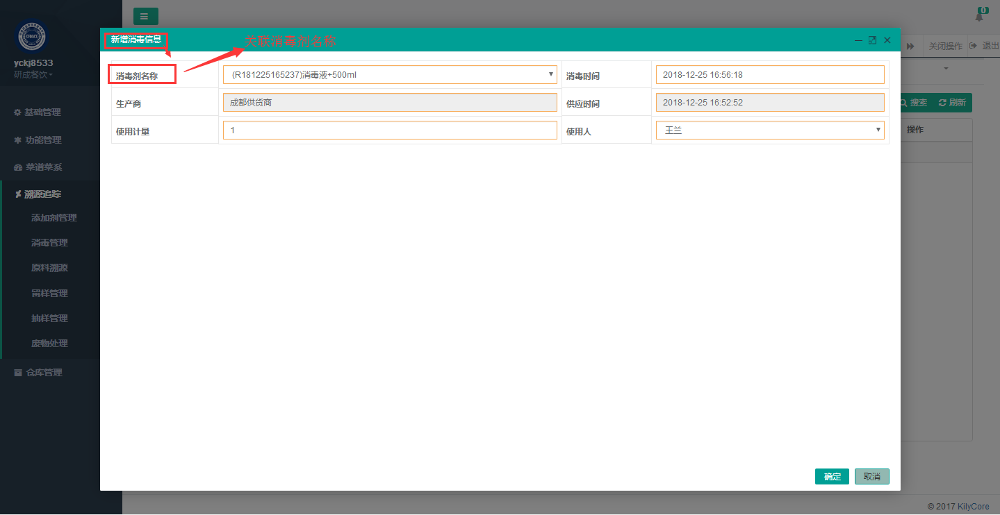 0
yckj8533
研成餐饮
基础管理
功能管理
菜谱菜系
溯源追踪
添加剂管理
消毒管理
原料溯源
留样管理
抽样管理
废物处理
仓库管理
关闭操作 退出
搜索 刷新
操作
新增消毒信息
关联消毒剂名称
消毒剂名称 (R181225165237)消毒液+500ml 消毒时间 2018-12-25 16:56:18
生产商 成都供货商 供应时间 2018-12-25 16:52:52
使用计量 1 使用人 王兰
确定 取消
© 2017 KilyCore